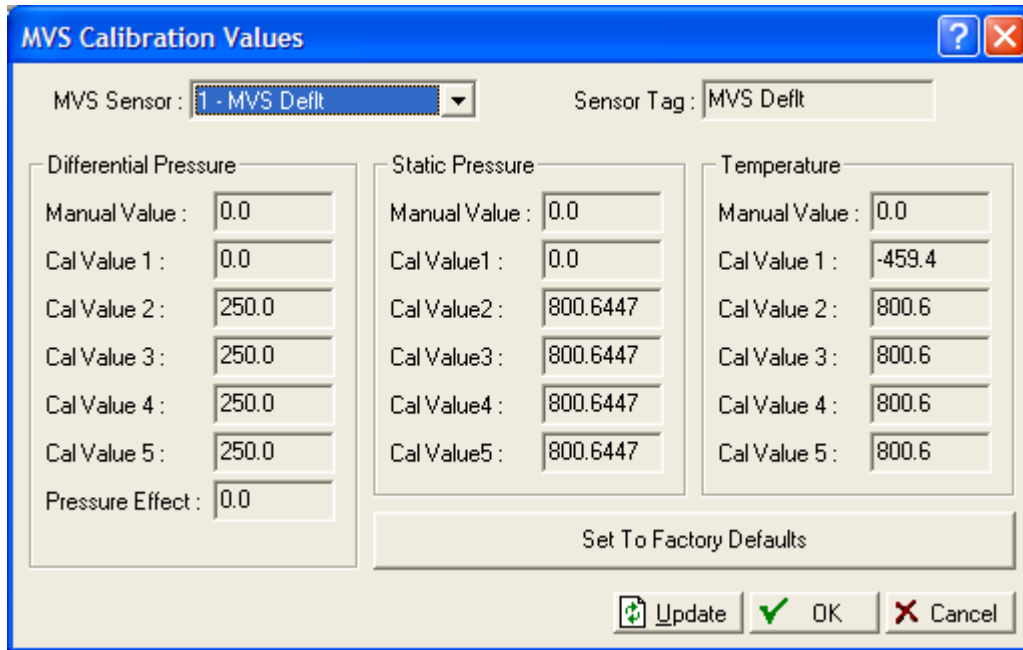 MVS Calibration Values
MVS Sensor : 1 - MVS Deflt
Sensor Tag : MVS Deflt
Differential Pressure
Manual Value : 0.0
Cal Value 1 : 0.0
Cal Value 2 : 250.0
Cal Value 3 : 250.0
Cal Value 4 : 250.0
Cal Value 5 : 250.0
Pressure Effect : 0.0
Static Pressure
Manual Value : 0.0
Cal Value1 : 0.0
Cal Value2 : 800.6447
Cal Value3 : 800.6447
Cal Value4 : 800.6447
Cal Value5 : 800.6447
Temperature
Manual Value : 0.0
Cal Value 1 : -459.4
Cal Value 2 : 800.6
Cal Value 3 : 800.6
Cal Value 4 : 800.6
Cal Value 5 : 800.6
Set To Factory Defaults
Update
OK
Cancel